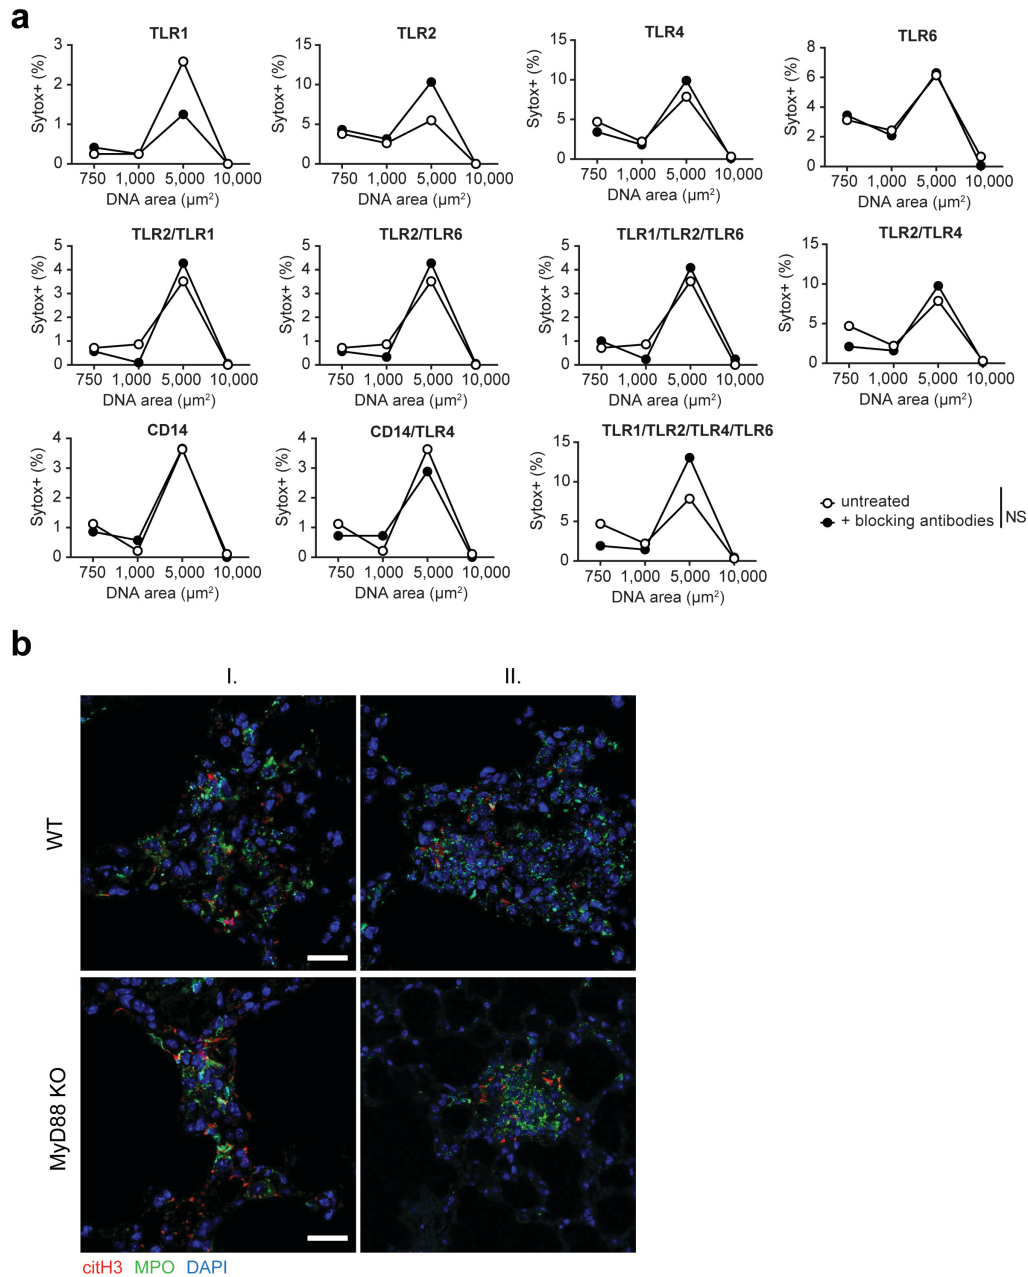 a
TLR1
Sytox+ (%)
3
2
1
0
750 1,000 5,000 10,000
DNA area (µm²)
TLR2
Sytox+ (%)
15
10
5
0
750 1,000 5,000 10,000
DNA area (µm²)
TLR4
Sytox+ (%)
15
10
5
0
750 1,000 5,000 10,000
DNA area (µm²)
TLR6
Sytox+ (%)
8
6
4
2
0
750 1,000 5,000 10,000
DNA area (µm²)
TLR2/TLR1
Sytox+ (%)
5
4
3
2
1
0
750 1,000 5,000 10,000
DNA area (µm²)
TLR2/TLR6
Sytox+ (%)
5
4
3
2
1
0
750 1,000 5,000 10,000
DNA area (µm²)
TLR1/TLR2/TLR6
Sytox+ (%)
5
4
3
2
1
0
750 1,000 5,000 10,000
DNA area (µm²)
TLR2/TLR4
Sytox+ (%)
15
10
5
0
750 1,000 5,000 10,000
DNA area (µm²)
CD14
Sytox+ (%)
4
3
2
1
0
750 1,000 5,000 10,000
DNA area (µm²)
CD14/TLR4
Sytox+ (%)
4
3
2
1
0
750 1,000 5,000 10,000
DNA area (µm²)
TLR1/TLR2/TLR4/TLR6
Sytox+ (%)
15
10
5
0
750 1,000 5,000 10,000
DNA area (µm²)
untreated
+ blocking antibodies
NS
b
I. II.
WT
MyD88 KO
citH3 MPO DAPI